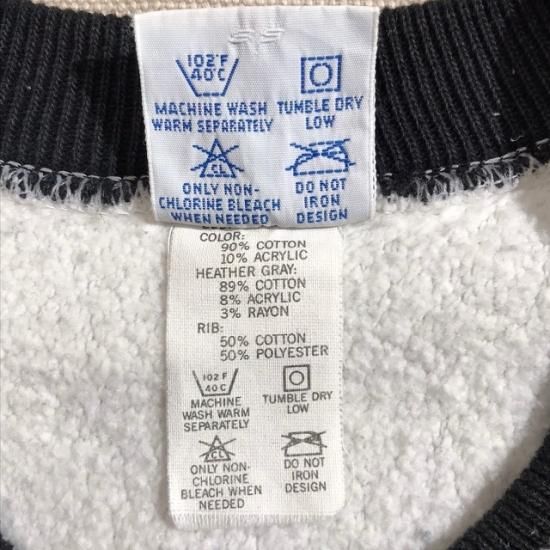 102°F
40°C
MACHINE WASH
WARM SEPARATELY
TUMBLE DRY
LOW
CL
ONLY NON-
CHLORINE BLEACH
WHEN NEEDED
DO NOT
IRON
DESIGN
COLOR:
90% COTTON
10% ACRYLIC
HEATHER GRAY:
89% COTTON
8% ACRYLIC
3% RAYON
RIB:
50% COTTON
50% POLYESTER
102 F
40 C
MACHINE
WASH WARM
SEPARATELY
TUMBLE DRY
LOW
CL
ONLY NON-
CHLORINE
BLEACH WHEN
NEEDED
DO NOT
IRON
DESIGN